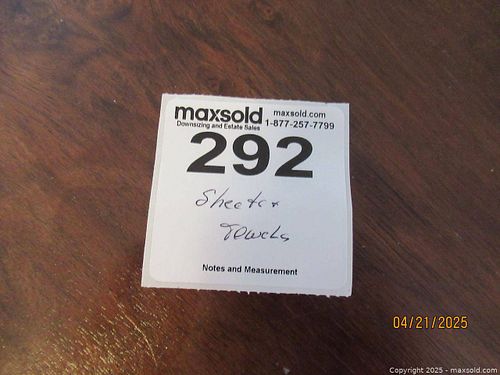 maxsold
Downsizing and Estate Sales
maxsold.com
1-877-257-7799
292
Sheets +
Towels
Notes and Measurement
04/21/2025
Copyright 2025 - maxsold.com